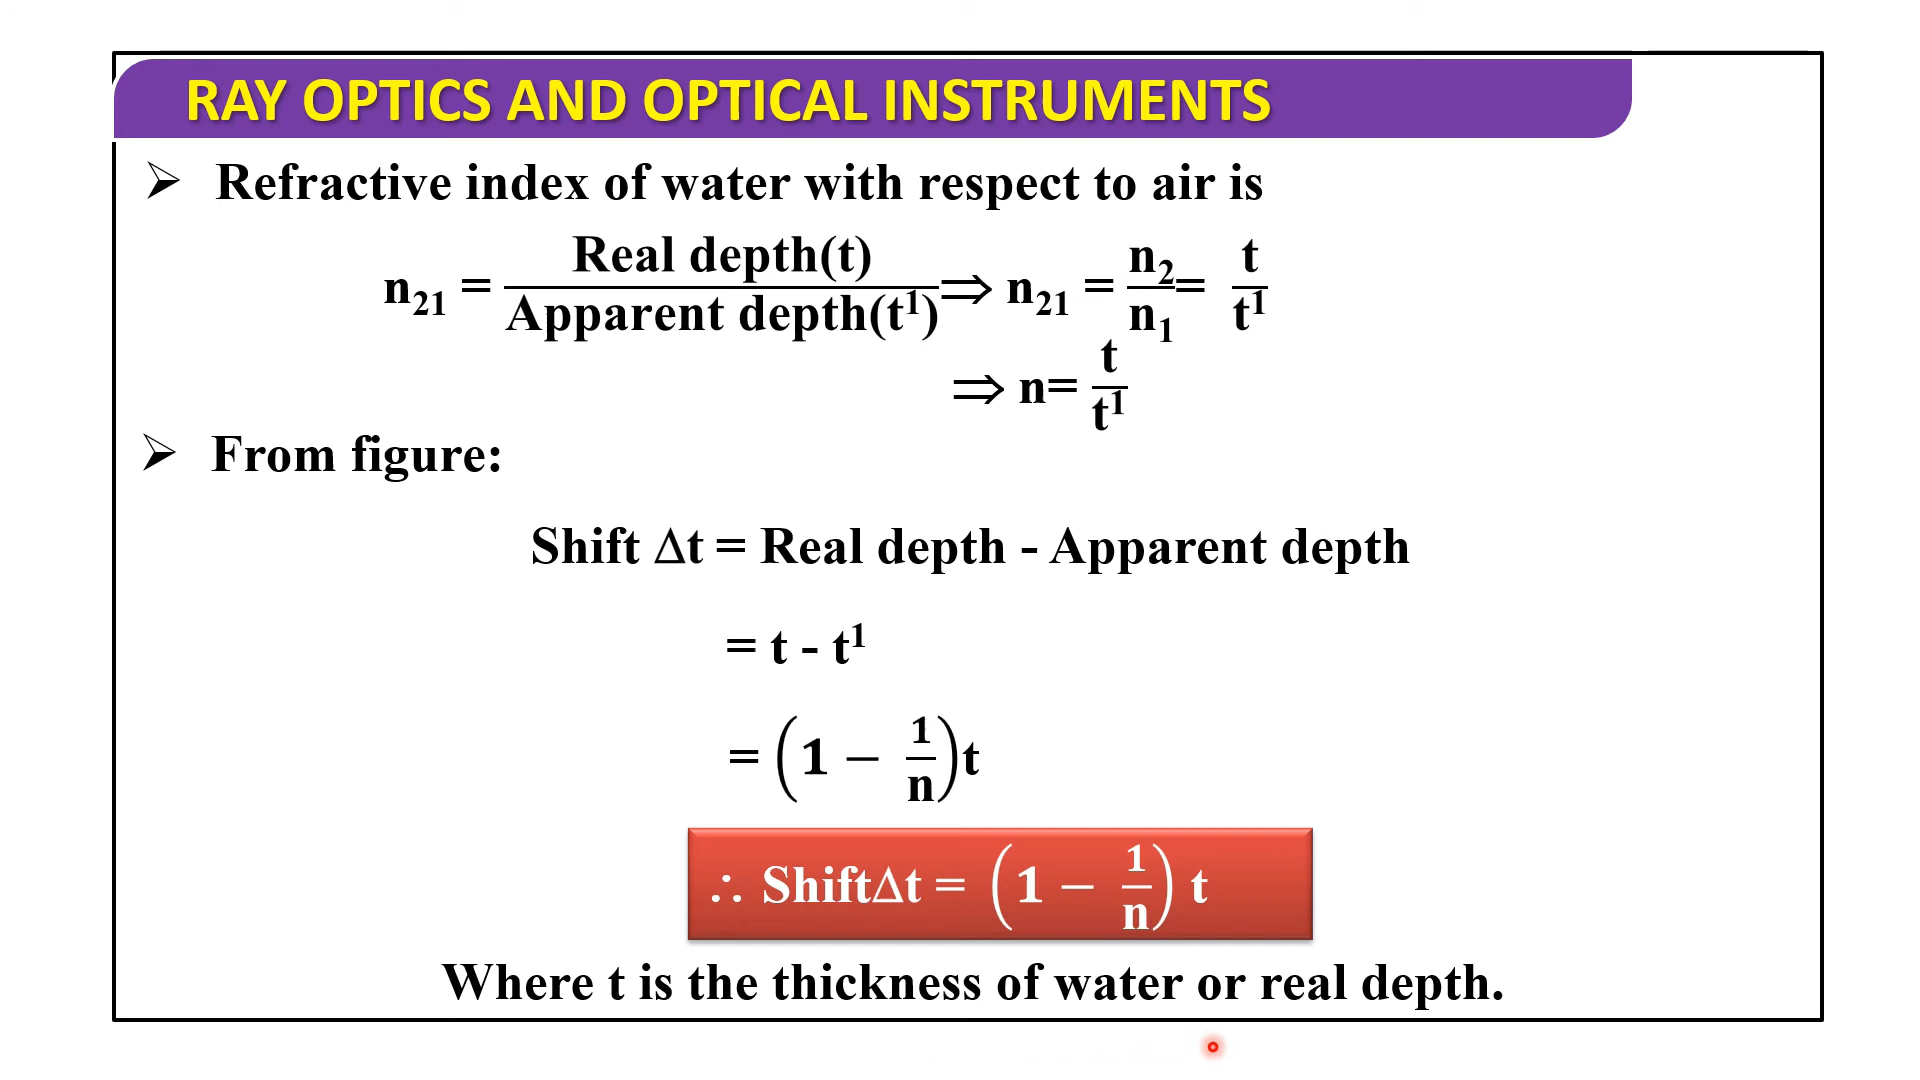 RAY OPTICS AND OPTICAL INSTRUMENTS
➢ Refractive index of water with respect to air is
n₂₁ = Real depth(t) / Apparent depth(t¹) ⇒ n₂₁ = n₂/n₁ = t/t¹
⇒ n= t/t¹
➢ From figure:
Shift Δt = Real depth - Apparent depth
= t - t¹
= (1 − 1/n)t
∴ ShiftΔt = (1 − 1/n) t
Where t is the thickness of water or real depth.